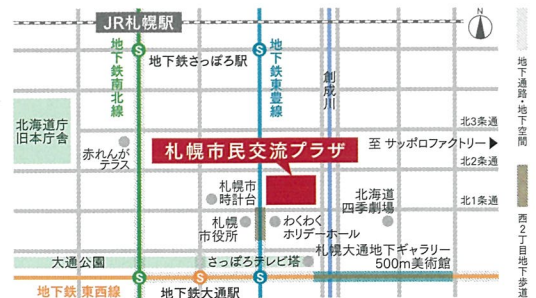 JR札幌駅
N
S
S
地下鉄さっぽろ駅
地下鉄南北線
地下鉄東豊線
創成川
地下通路・地下空間
北海道庁
旧本庁舎
赤れんが
テラス
北3条通
至 サッポロファクトリー
札幌市民交流プラザ
北2条通
札幌市
時計台
北海道
四季劇場
北1条通
札幌
市役所
わくわく
ホリデーホール
西2丁目地下歩道
大通公園
さっぽろテレビ塔
札幌大通地下ギャラリー
500m美術館
S
S
地下鉄東西線
地下鉄大通駅